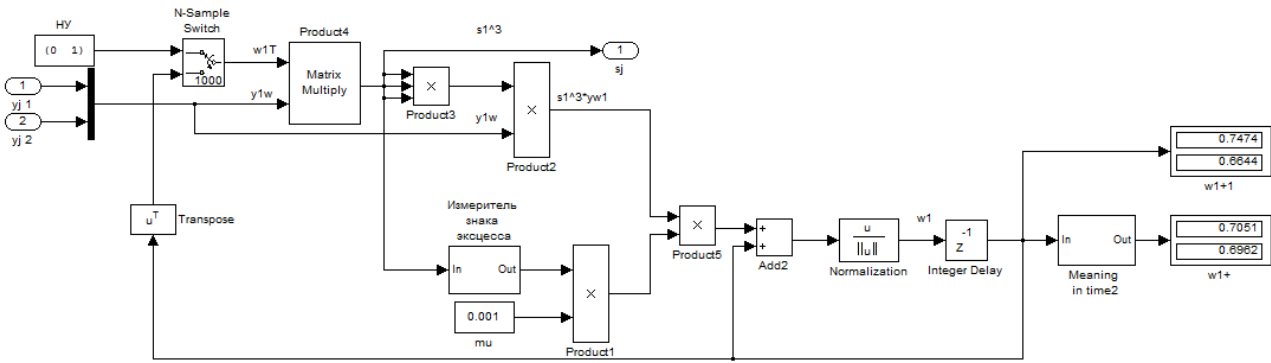 НУ
(0 1)
1
yj 1
2
yj 2
N-Sample
Switch
1000
w1T
y1w
Product4
Matrix
Multiply
s1^3
1
sj
×
Product3
y1w
×
Product2
s1^3*yw1
u^T
Transpose
Измеритель
знака
эксцесса
In
Out
0.001
mu
×
Product1
×
Product5
+
+
Add2
u
||u||
Normalization
w1
-1
Z
Integer Delay
0.7474
0.6644
w1+1
In
Out
Meaning
in time2
0.7051
0.6962
w1+